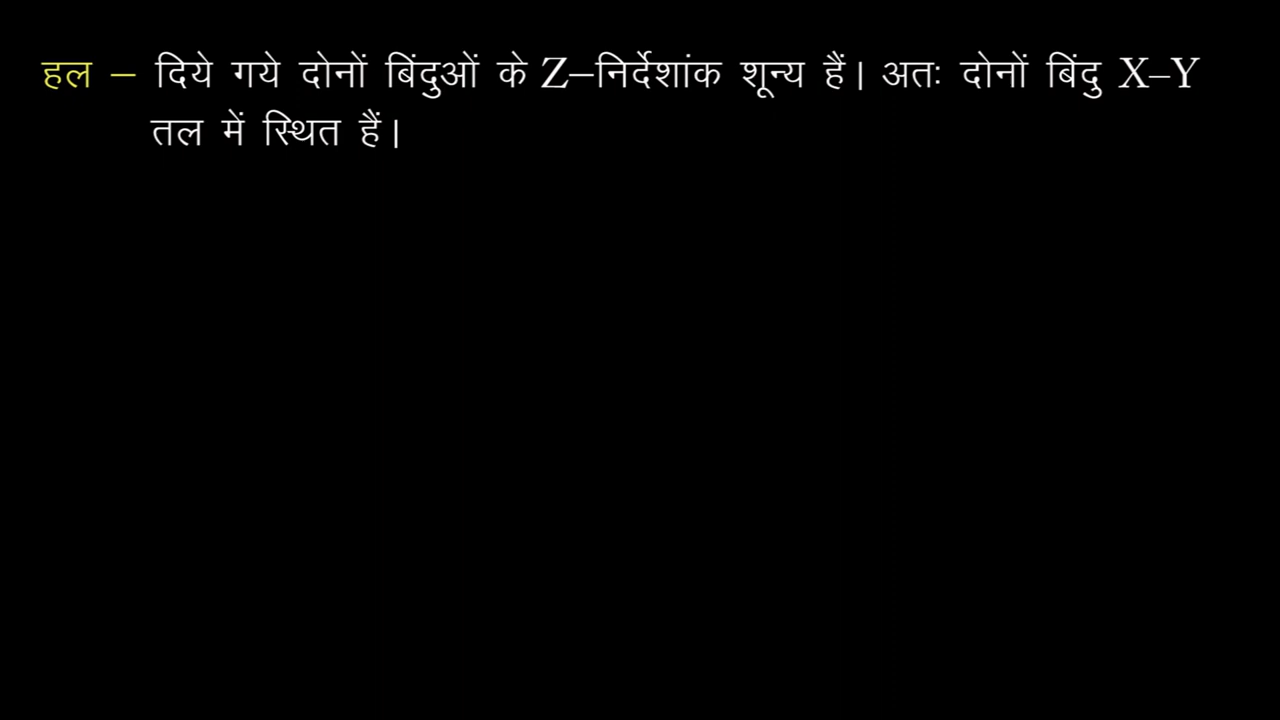 हल – दिये गये दोनों बिंदुओं के Z–निर्देशांक शून्य हैं। अतः दोनों बिंदु X–Y
तल में स्थित हैं।